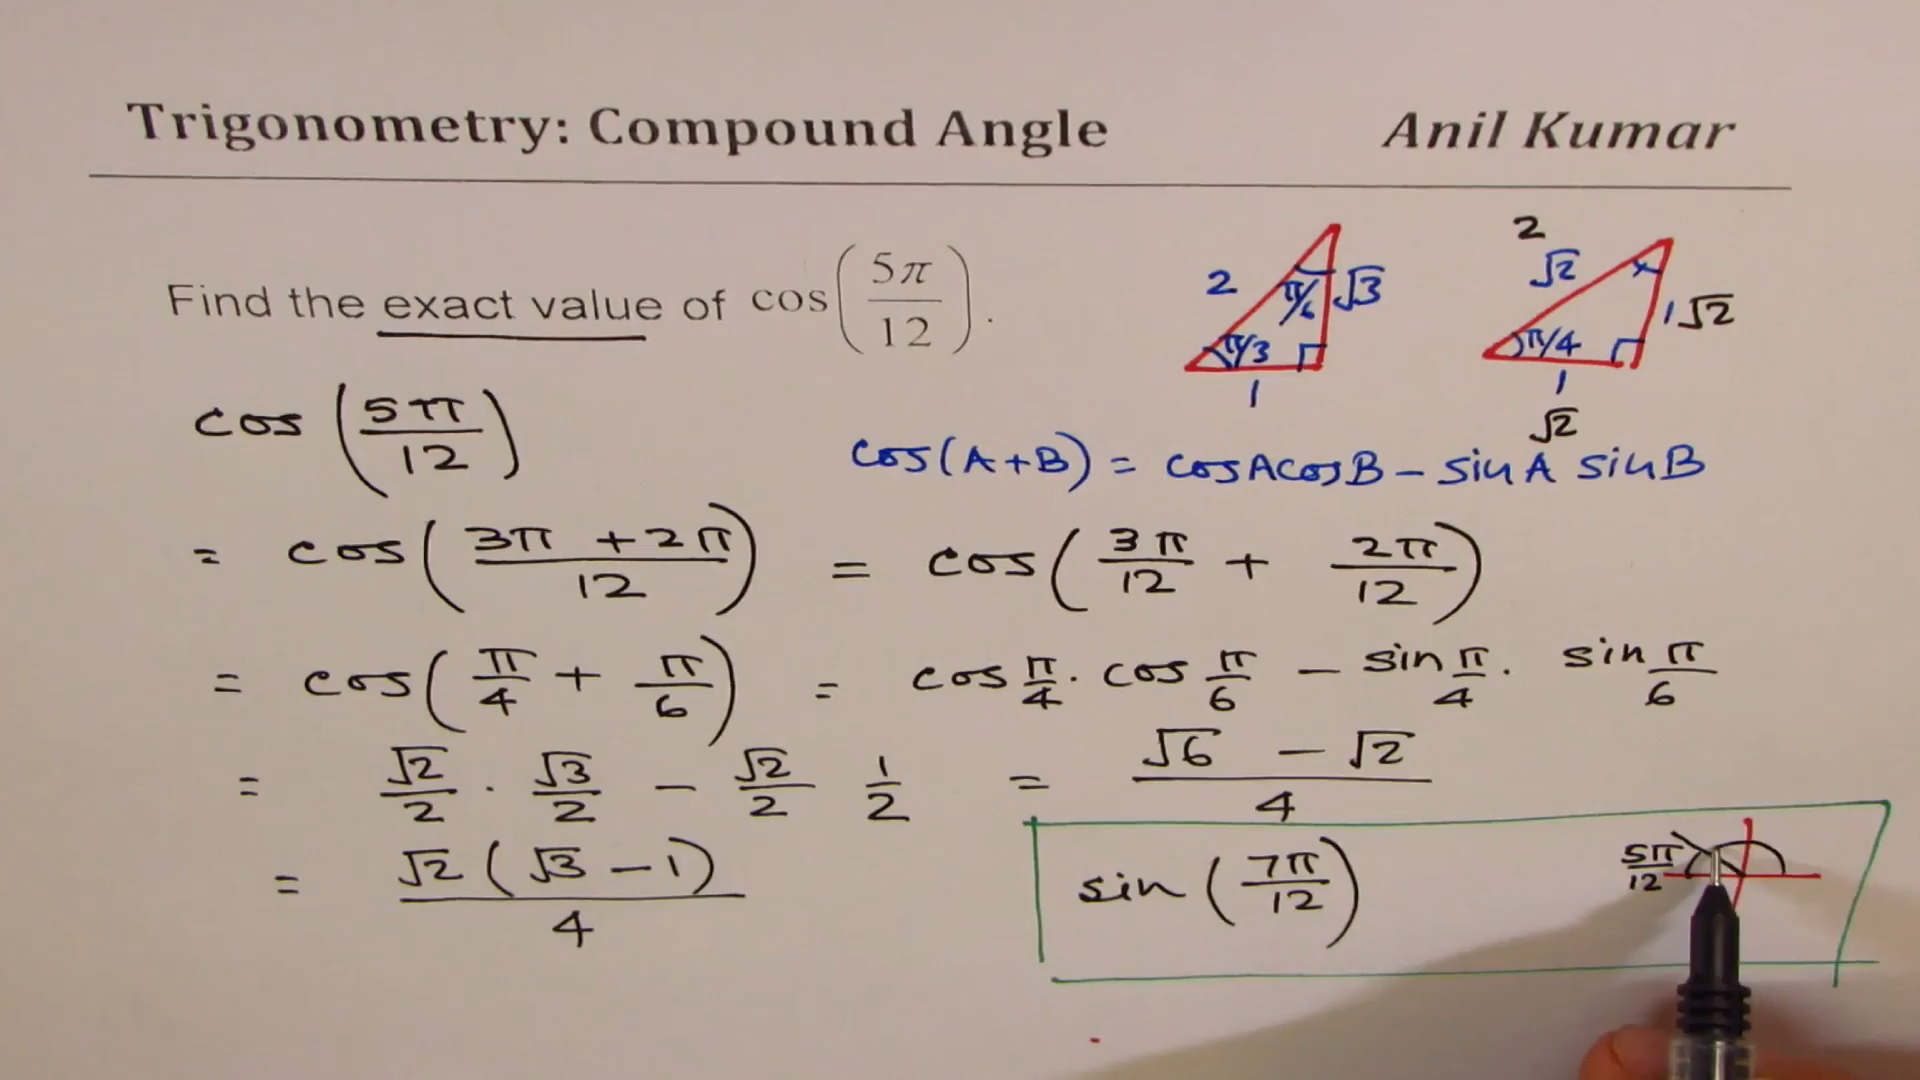 Trigonometry: Compound Angle Anil Kumar
Find the exact value of cos(5π/12).
2 π/6 √3 π/3 1
2 √2 1 √2 π/4 1 √2
cos(5π/12)
cos(A+B) = cosAcosB - sinA sinB
= cos((3π + 2π)/12) = cos(3π/12 + 2π/12)
= cos(π/4 + π/6) = cos π/4 · cos π/6 - sin π/4 · sin π/6
= √2/2 · √3/2 - √2/2 1/2 = (√6 - √2)/4
= √2(√3 - 1)/4
sin(7π/12) 5π/12